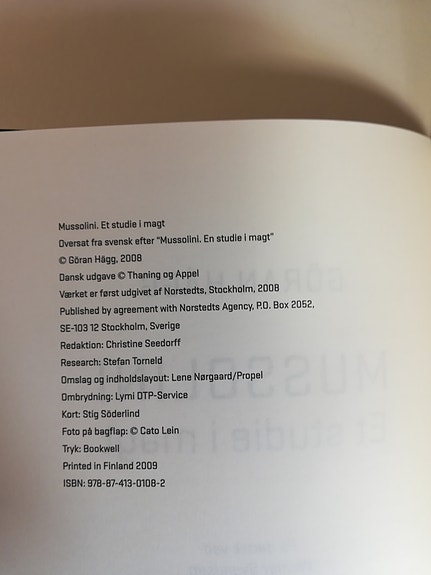 Mussolini. Et studie i magt
Oversat fra svensk efter "Mussolini. En studie i magt"
© Göran Hägg, 2008
Dansk udgave © Thaning og Appel
Værket er først udgivet af Norstedts, Stockholm, 2008
Published by agreement with Norstedts Agency, P.O. Box 2052,
SE-103 12 Stockholm, Sverige
Redaktion: Christine Seedorff
Research: Stefan Torneld
Omslag og indholdslayout: Lene Nørgaard/Propel
Ombrydning: Lymi DTP-Service
Kort: Stig Söderlind
Foto på bagflap: © Cato Lein
Tryk: Bookwell
Printed in Finland 2009
ISBN: 978-87-413-0108-2